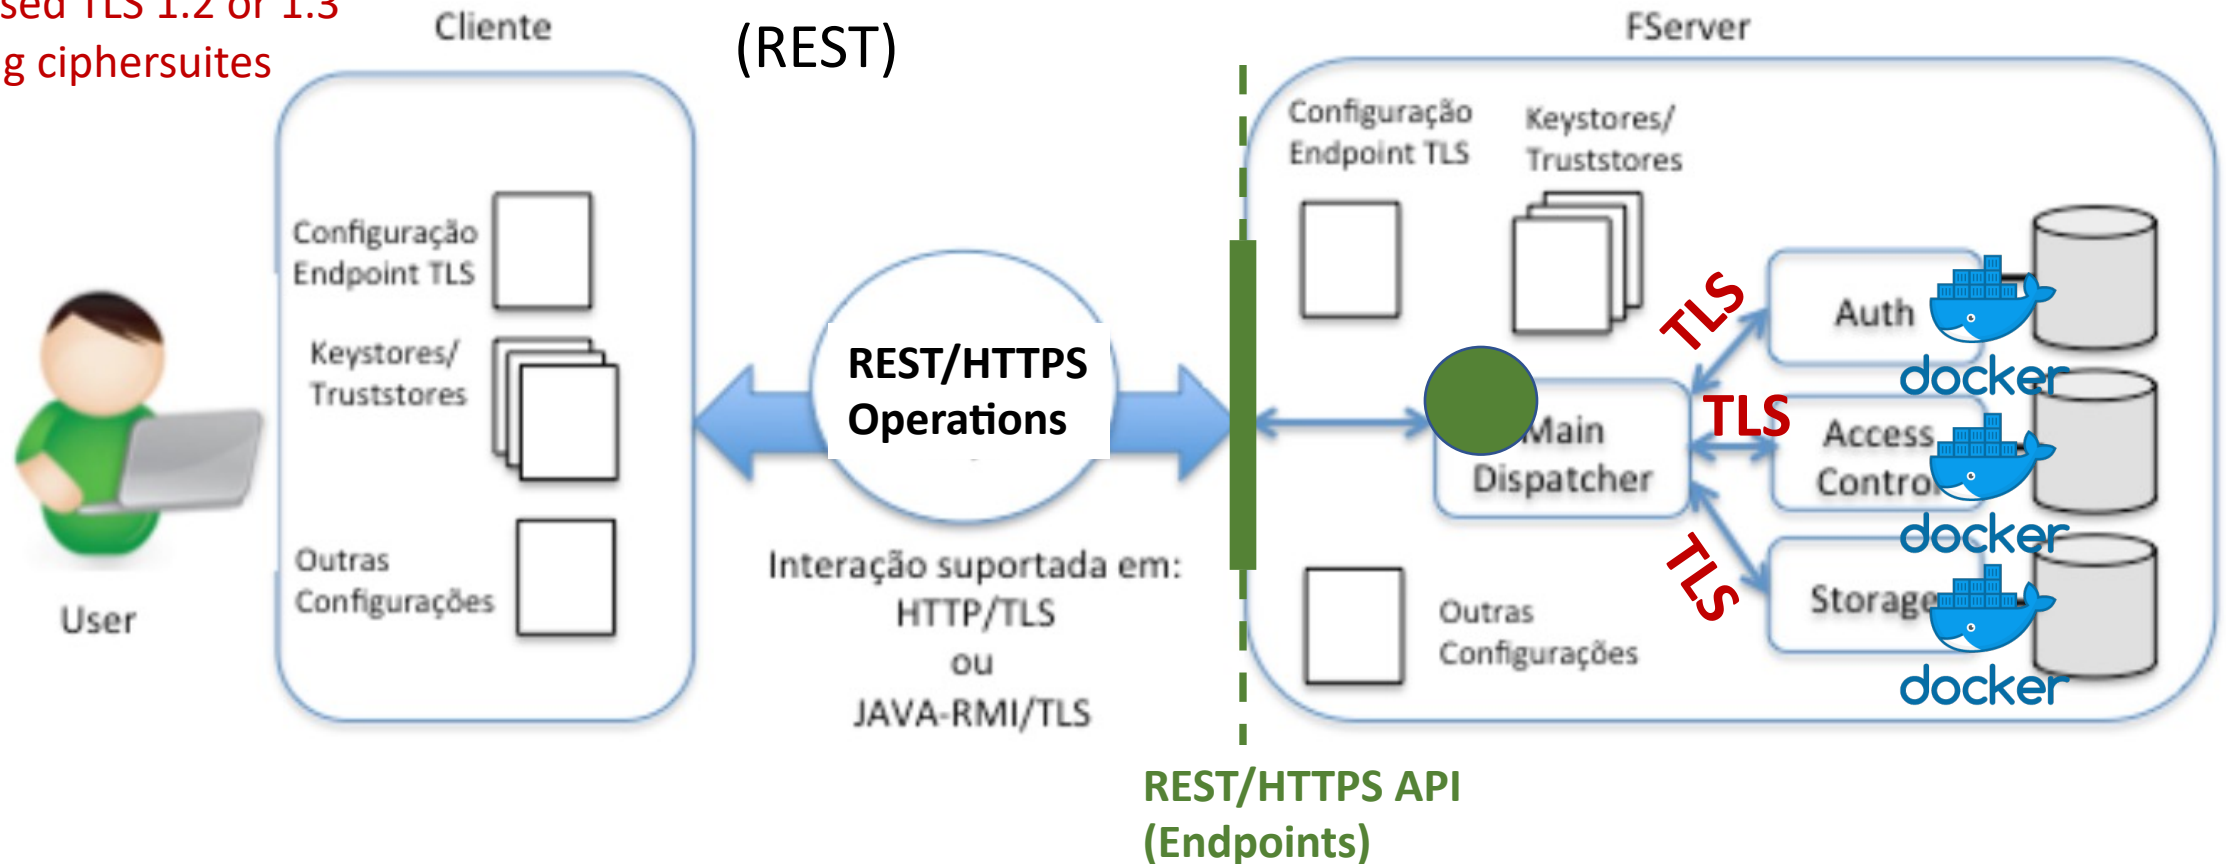 sed TLS 1.2 or 1.3
g ciphersuites
Cliente
(REST)
FServer
Configuração
Endpoint TLS
Keystores/
Truststores
Outras
Configurações
User
REST/HTTPS
Operations
Interação suportada em:
HTTP/TLS
ou
JAVA-RMI/TLS
Configuração
Endpoint TLS
Keystores/
Truststores
Main
Dispatcher
TLS
TLS
TLS
Auth
docker
Access
Control
docker
Storage
docker
Outras
Configurações
REST/HTTPS API
(Endpoints)